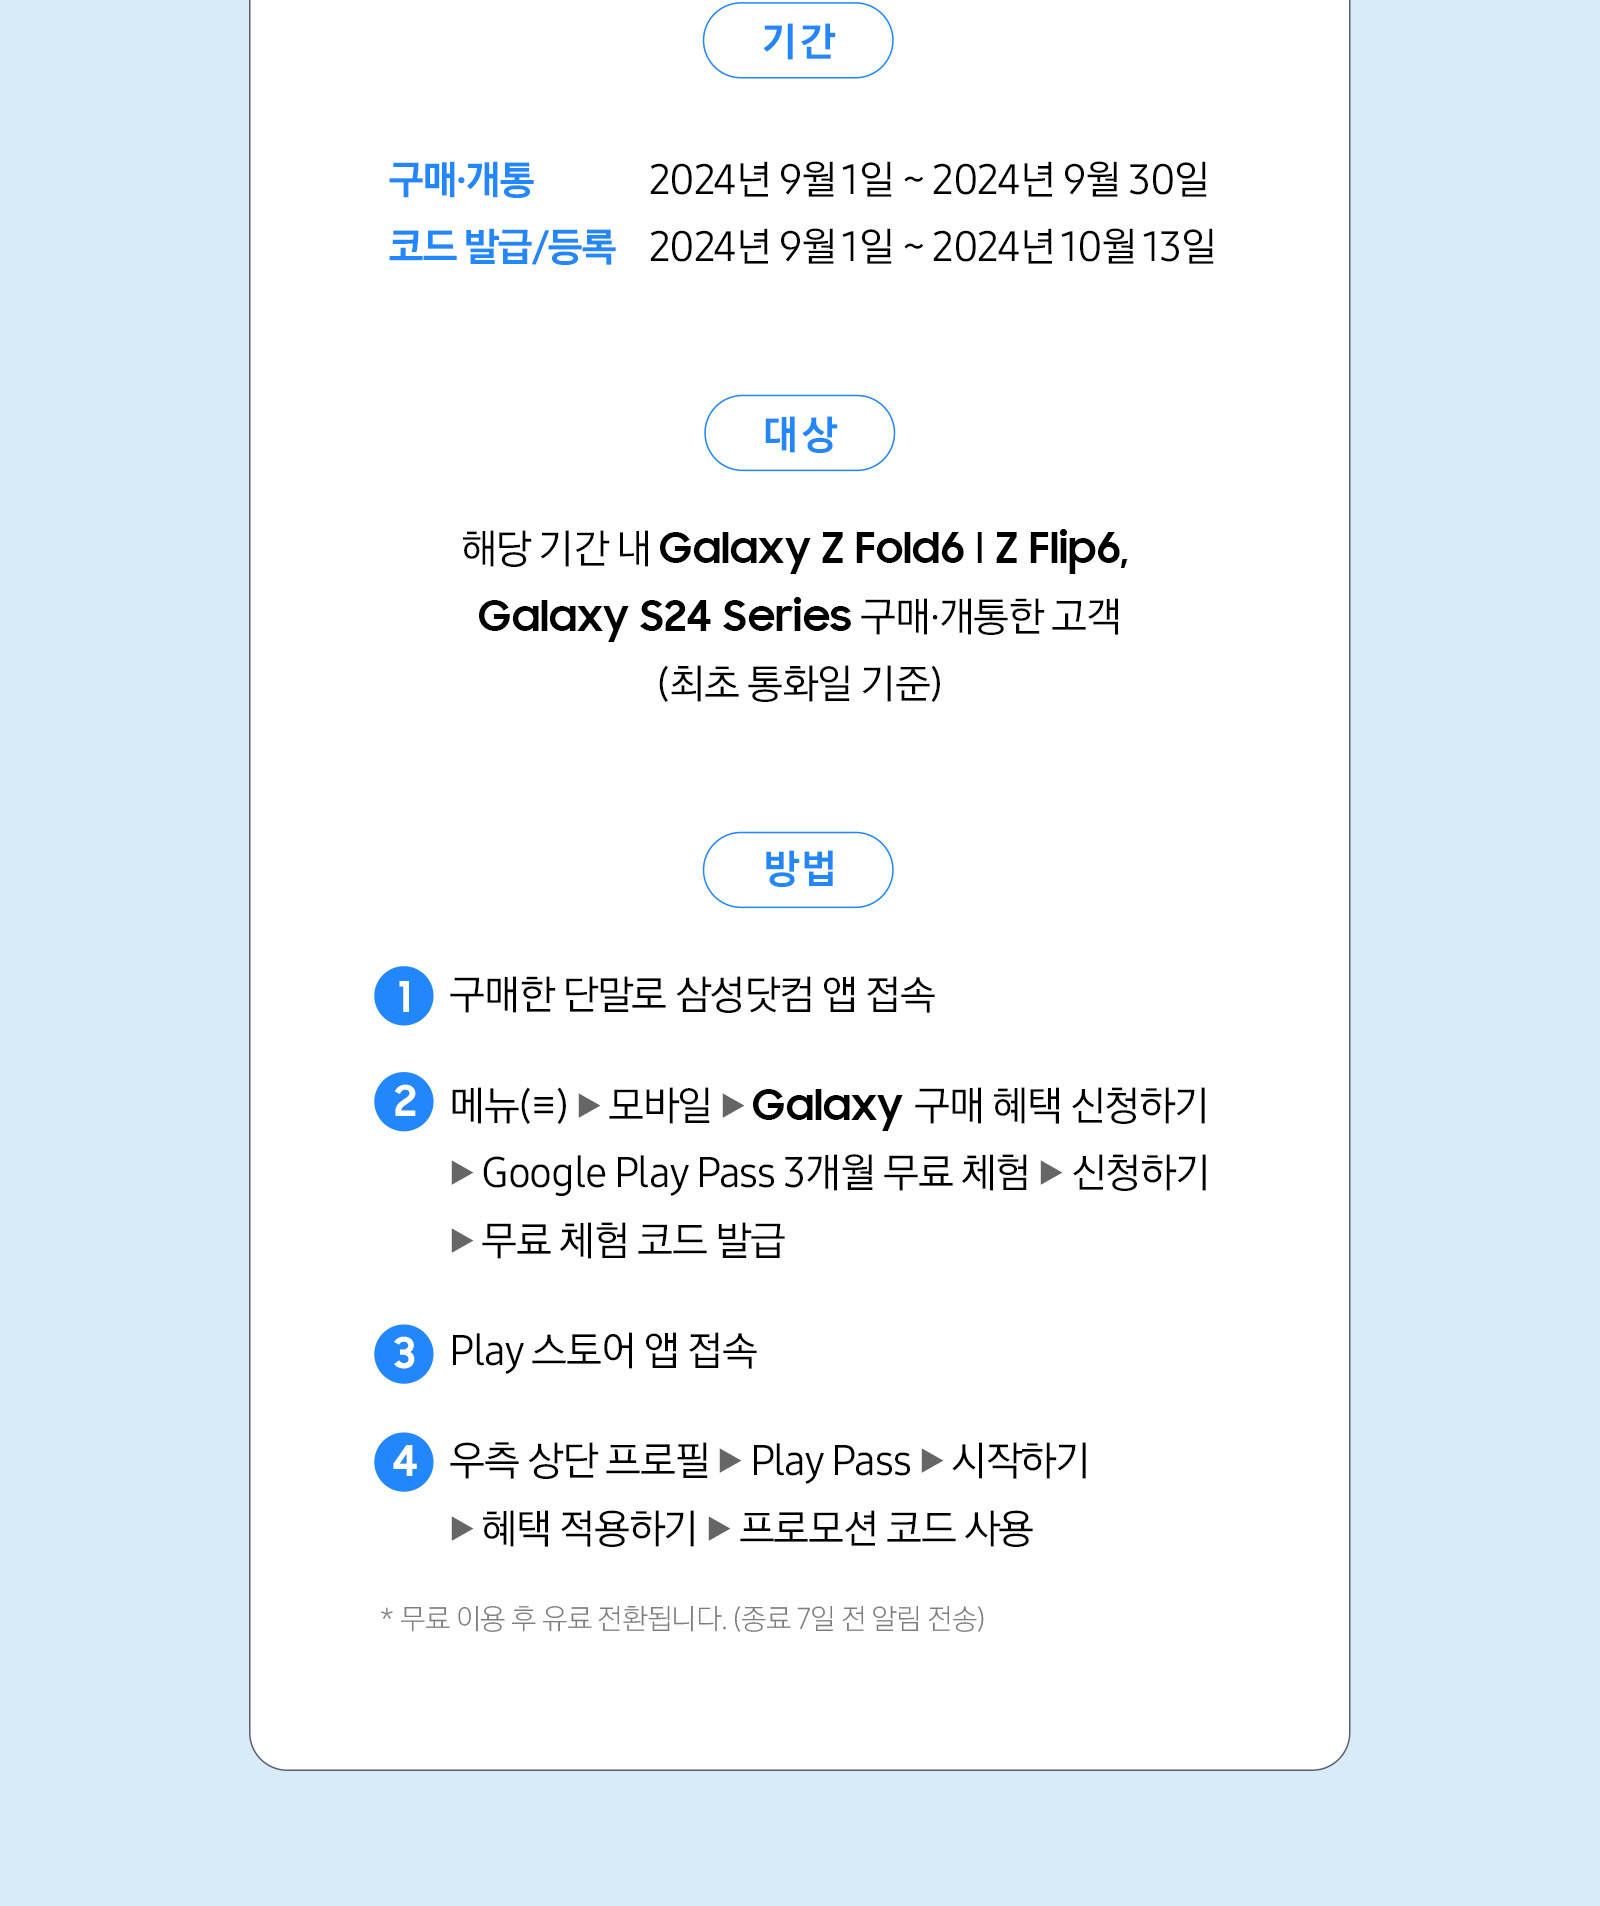 기간
구매·개통 2024년 9월 1일 ~ 2024년 9월 30일
코드 발급/등록 2024년 9월 1일 ~ 2024년 10월 13일
대상
해당 기간 내 Galaxy Z Fold6 l Z Flip6,
Galaxy S24 Series 구매·개통한 고객
(최초 통화일 기준)
방법
1 구매한 단말로 삼성닷컴 앱 접속
2 메뉴(≡) ▶ 모바일 ▶ Galaxy 구매 혜택 신청하기
▶ Google Play Pass 3개월 무료 체험 ▶ 신청하기
▶ 무료 체험 코드 발급
3 Play 스토어 앱 접속
4 우측 상단 프로필 ▶ Play Pass ▶ 시작하기
▶ 혜택 적용하기 ▶ 프로모션 코드 사용
* 무료 이용 후 유료 전환됩니다. (종료 7일 전 알림 전송)